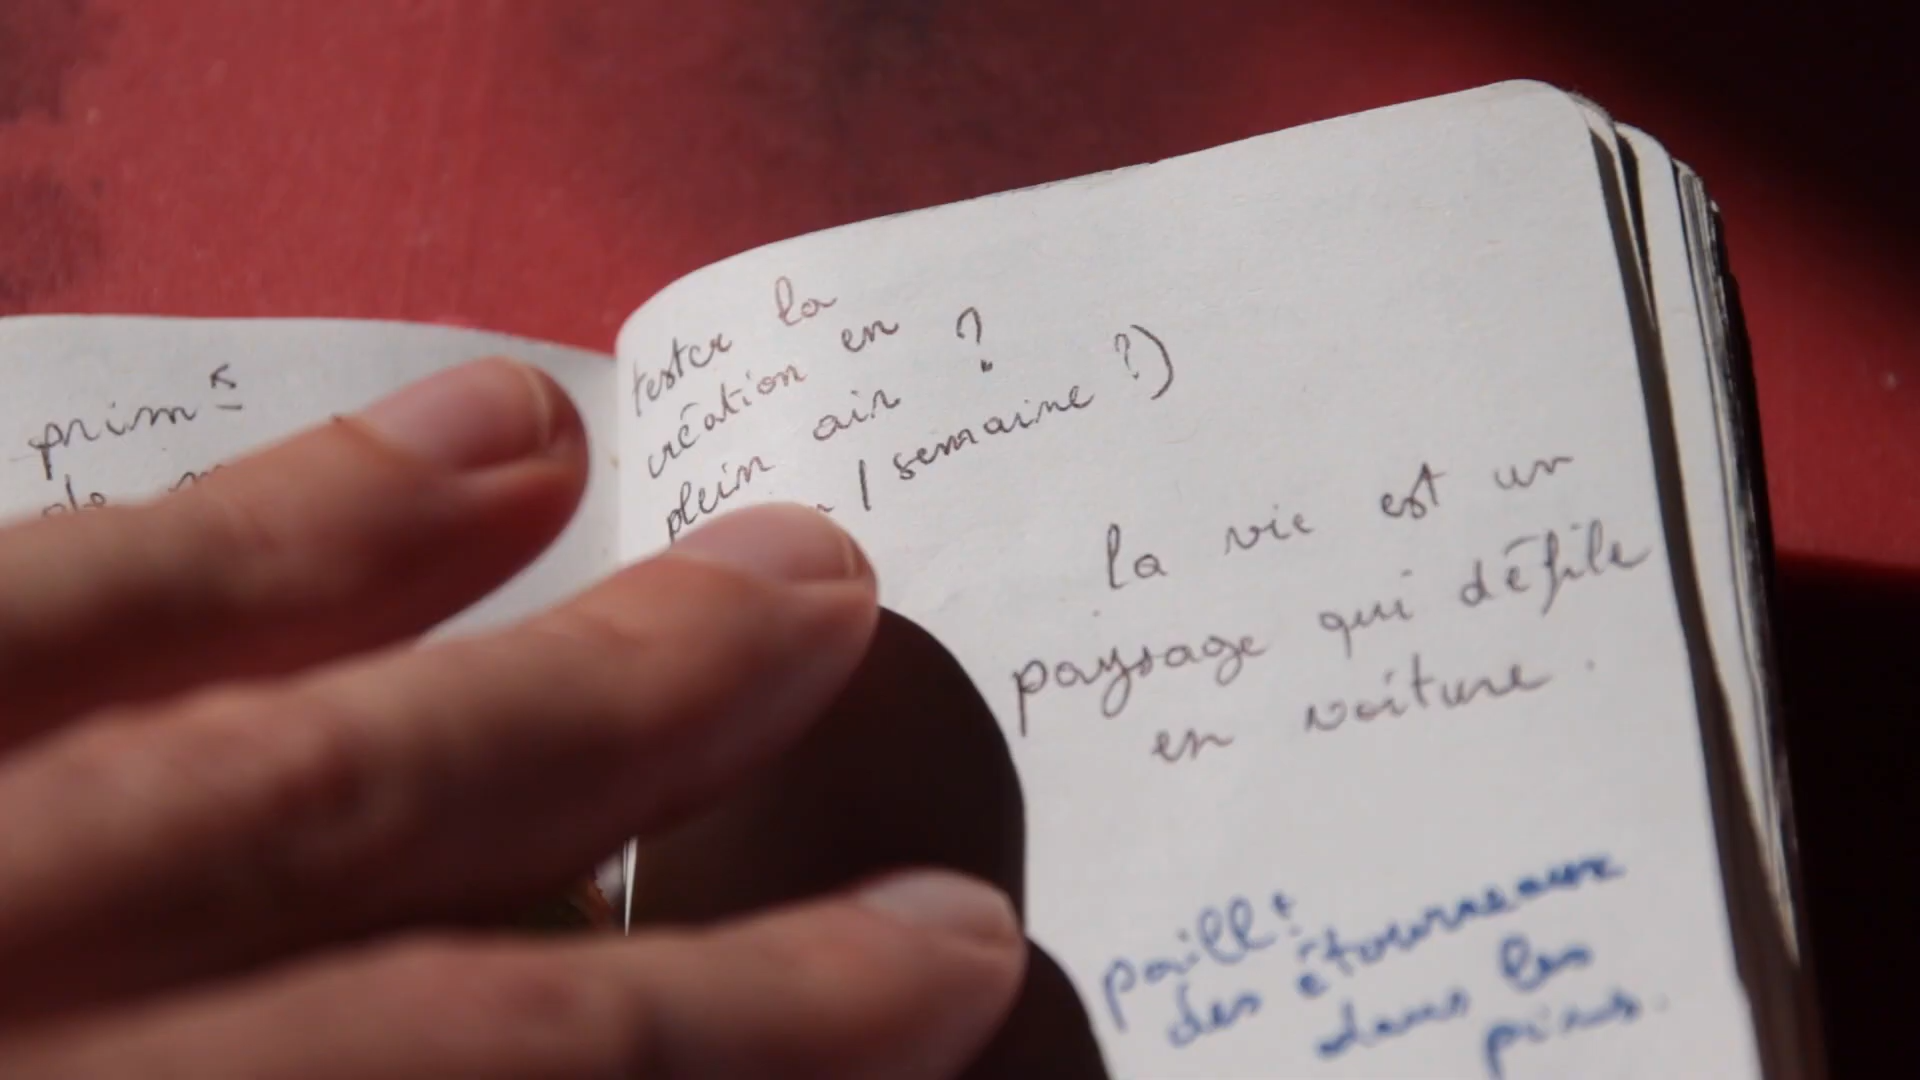 prim
de
tester la
création en
plein air ?
/ semaine ?)
la vie est un
paysage qui défile
en voiture.
des étourneaux
dans les
pins.